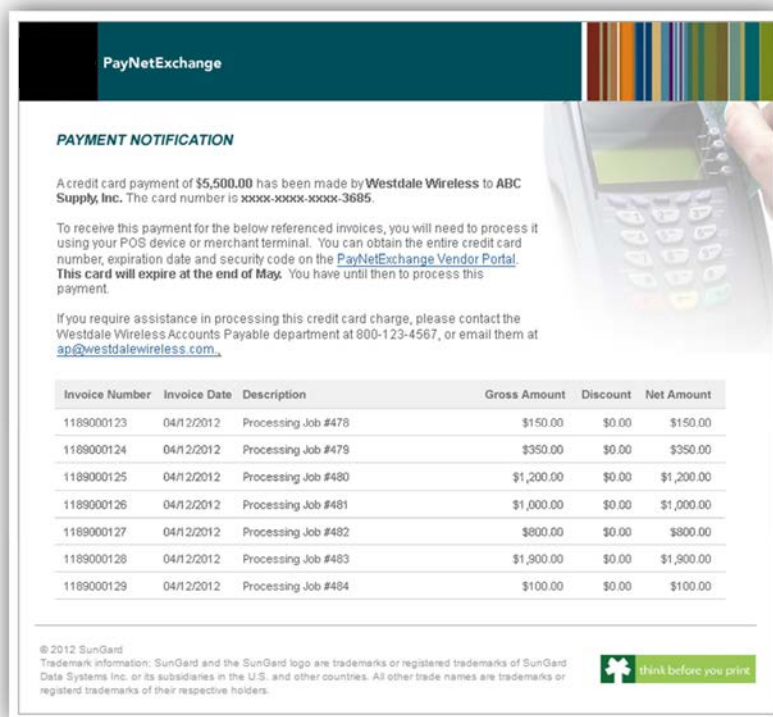 PayNetExchange
PAYMENT NOTIFICATION
A credit card payment of $5,500.00 has been made by Westdale Wireless to ABC
Supply, Inc. The card number is xxxx-xxxx-xxxx-3685.
To receive this payment for the below referenced invoices, you will need to process it
using your POS device or merchant terminal. You can obtain the entire credit card
number, expiration date and security code on the PayNetExchange Vendor Portal.
This card will expire at the end of May. You have until then to process this
payment.
If you require assistance in processing this credit card charge, please contact the
Westdale Wireless Accounts Payable department at 800-123-4567, or email them at
ap@westdalewireless.com.,
Invoice Number Invoice Date Description Gross Amount Discount Net Amount
1189000123 04/12/2012 Processing Job #478 $150.00 $0.00 $150.00
1189000124 04/12/2012 Processing Job #479 $350.00 $0.00 $350.00
1189000125 04/12/2012 Processing Job #480 $1,200.00 $0.00 $1,200.00
1189000126 04/12/2012 Processing Job #481 $1,000.00 $0.00 $1,000.00
1189000127 04/12/2012 Processing Job #482 $800.00 $0.00 $800.00
1189000128 04/12/2012 Processing Job #483 $1,900.00 $0.00 $1,900.00
1189000129 04/12/2012 Processing Job #484 $100.00 $0.00 $100.00
© 2012 SunGard
Trademark information: SunGard and the SunGard logo are trademarks or registered trademarks of SunGard
Data Systems Inc. or its subsidiaries in the U.S. and other countries. All other trade names are trademarks or
registerd trademarks of their respective holders.
think before you print